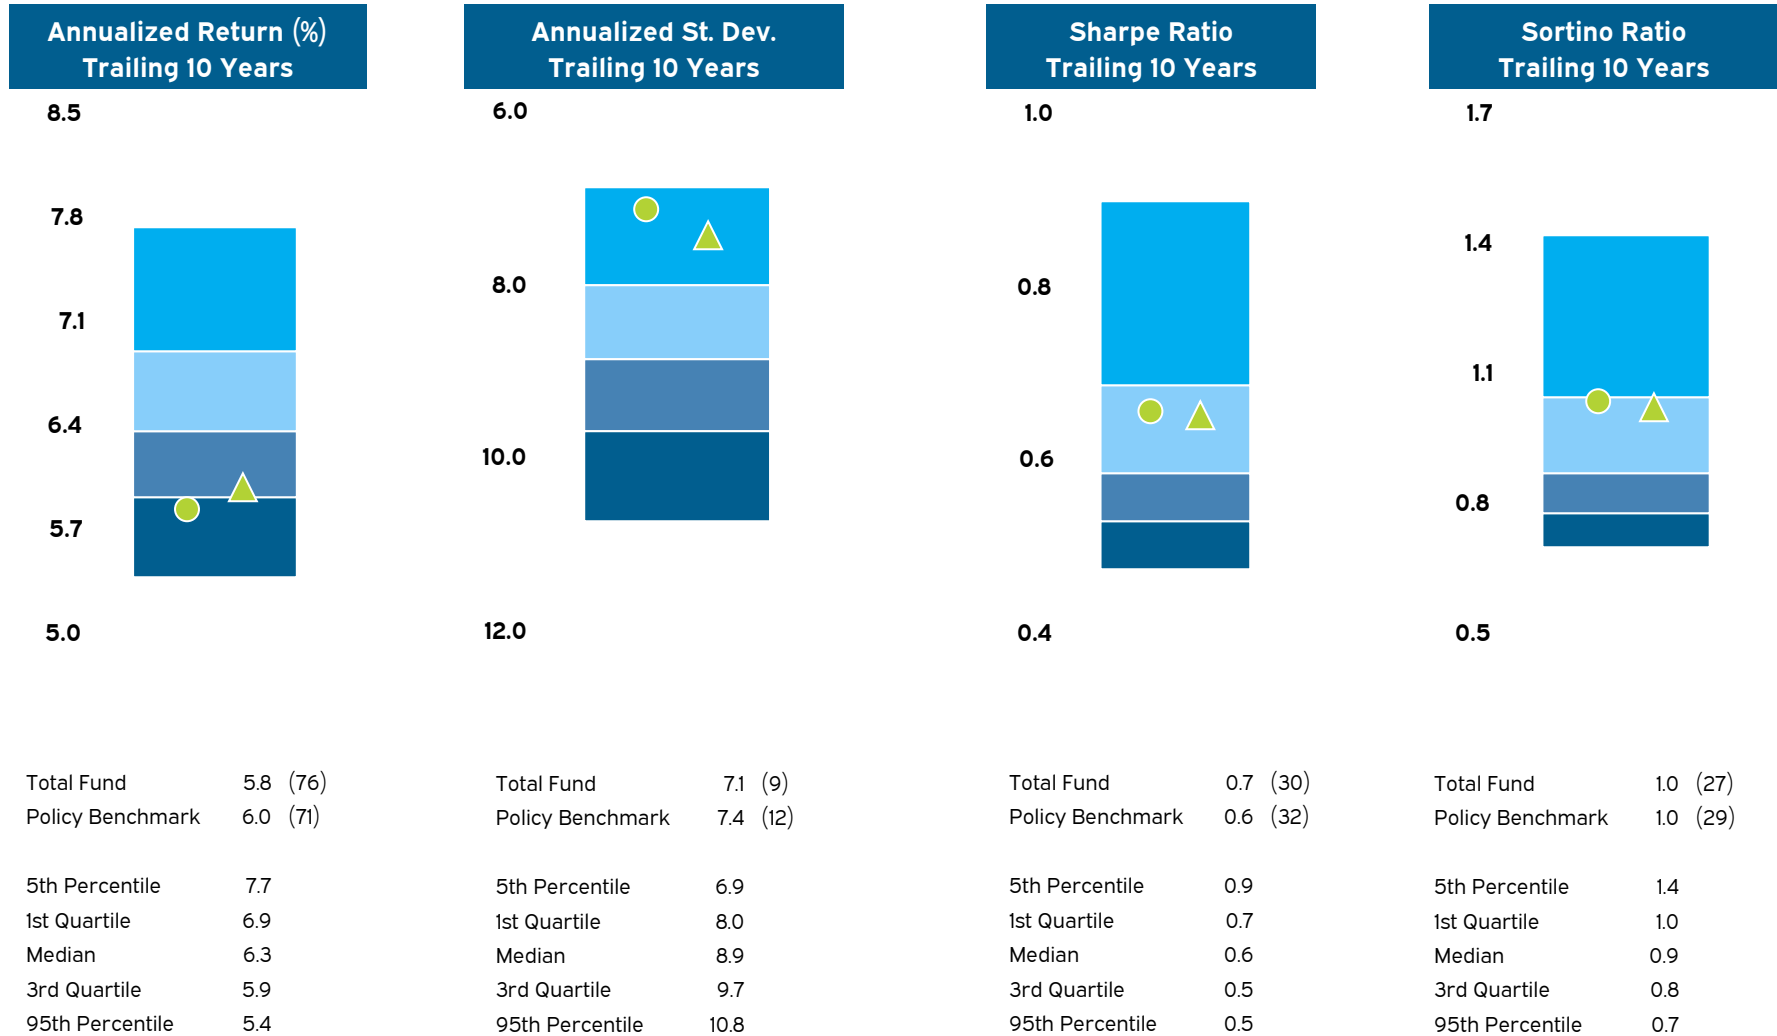 Annualized Return (%)
Trailing 10 Years
8.5
7.8
7.1
6.4
5.7
5.0
Total Fund 5.8 (76)
Policy Benchmark 6.0 (71)
5th Percentile 7.7
1st Quartile 6.9
Median 6.3
3rd Quartile 5.9
95th Percentile 5.4
Annualized St. Dev.
Trailing 10 Years
6.0
8.0
10.0
12.0
Total Fund 7.1 (9)
Policy Benchmark 7.4 (12)
5th Percentile 6.9
1st Quartile 8.0
Median 8.9
3rd Quartile 9.7
95th Percentile 10.8
Sharpe Ratio
Trailing 10 Years
1.0
0.8
0.6
0.4
Total Fund 0.7 (30)
Policy Benchmark 0.6 (32)
5th Percentile 0.9
1st Quartile 0.7
Median 0.6
3rd Quartile 0.5
95th Percentile 0.5
Sortino Ratio
Trailing 10 Years
1.7
1.4
1.1
0.8
0.5
Total Fund 1.0 (27)
Policy Benchmark 1.0 (29)
5th Percentile 1.4
1st Quartile 1.0
Median 0.9
3rd Quartile 0.8
95th Percentile 0.7